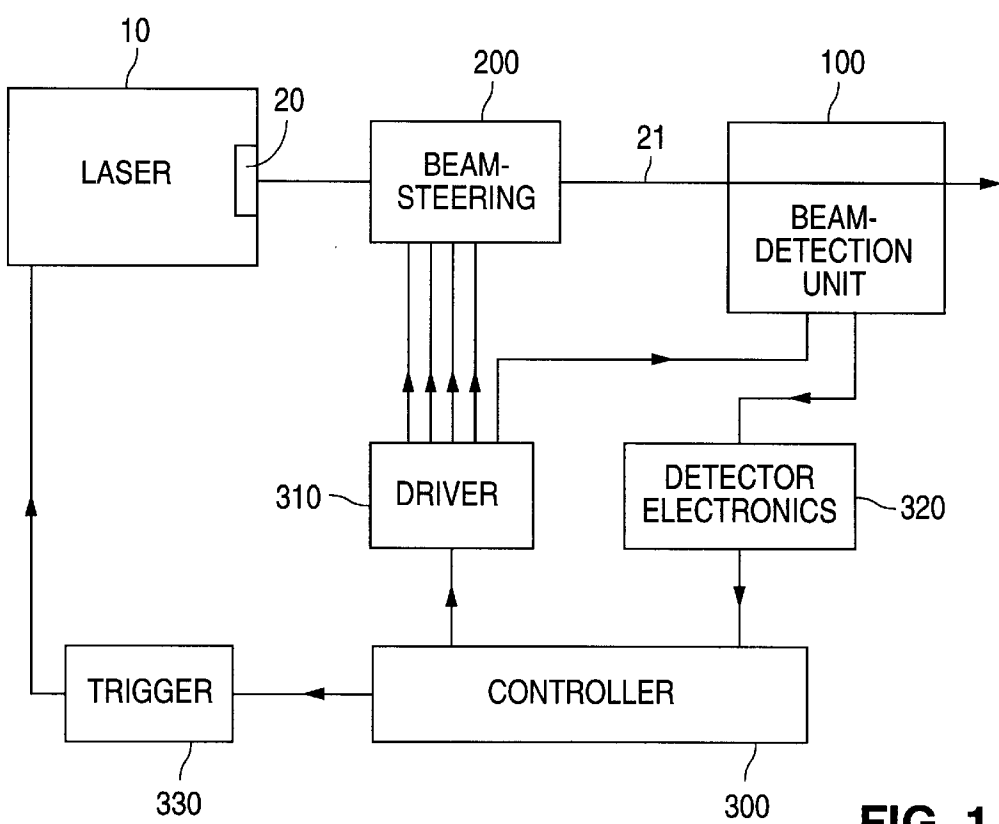 10
20
200
100
LASER
BEAM-
STEERING
21
BEAM-
DETECTION
UNIT
310
DRIVER
DETECTOR
ELECTRONICS
320
TRIGGER
CONTROLLER
330
300
FIG. 1